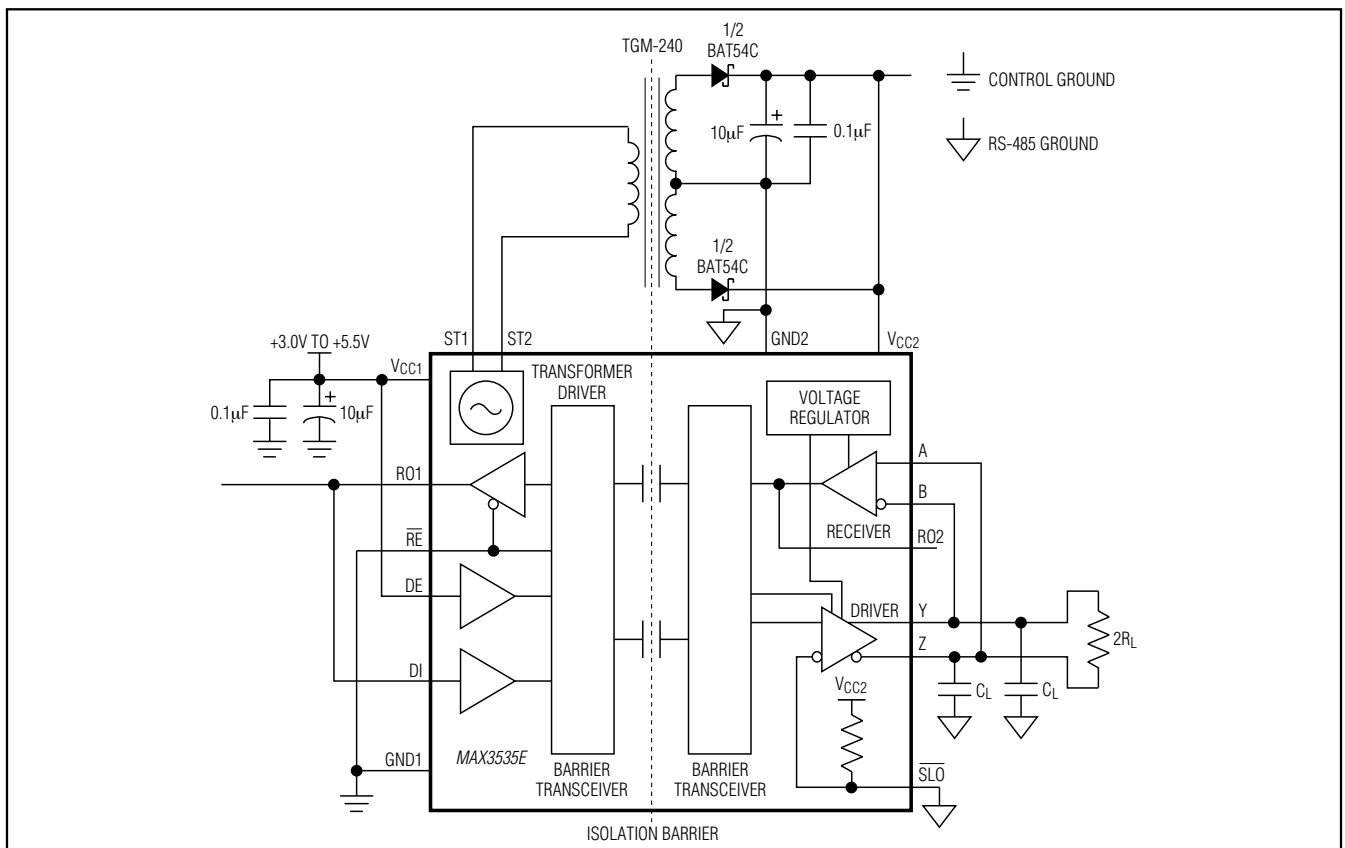 1/2
BAT54C
TGM-240
CONTROL GROUND
10µF
+
0.1µF
RS-485 GROUND
1/2
BAT54C
+3.0V TO +5.5V
ST1
ST2
GND2
VCC2
VCC1
TRANSFORMER
DRIVER
VOLTAGE
REGULATOR
0.1µF
+
10µF
A
RO1
B
RECEIVER
RE
RO2
DE
DRIVER
Y
Z
2RL
DI
VCC2
CL
CL
GND1
MAX3535E
BARRIER
TRANSCEIVER
BARRIER
TRANSCEIVER
SLO
ISOLATION BARRIER